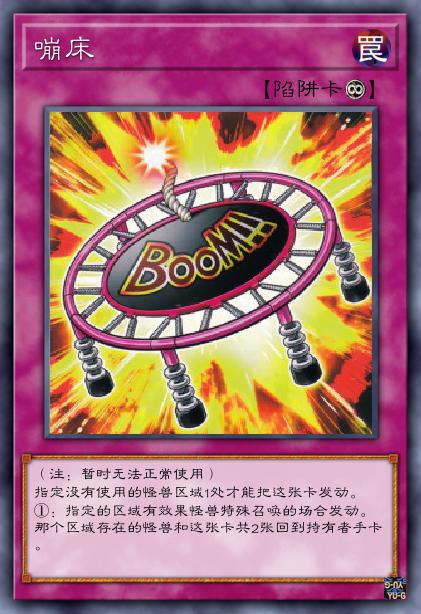 嘣床
罠
【陷阱卡♾】
BOOM!!
（注：暂时无法正常使用）
指定没有使用的怪兽区域1处才能把这张卡发动。
①：指定的区域有效果怪兽特殊召唤的场合发动。
那个区域存在的怪兽和这张卡共2张回到持有者手卡
。
YU-G